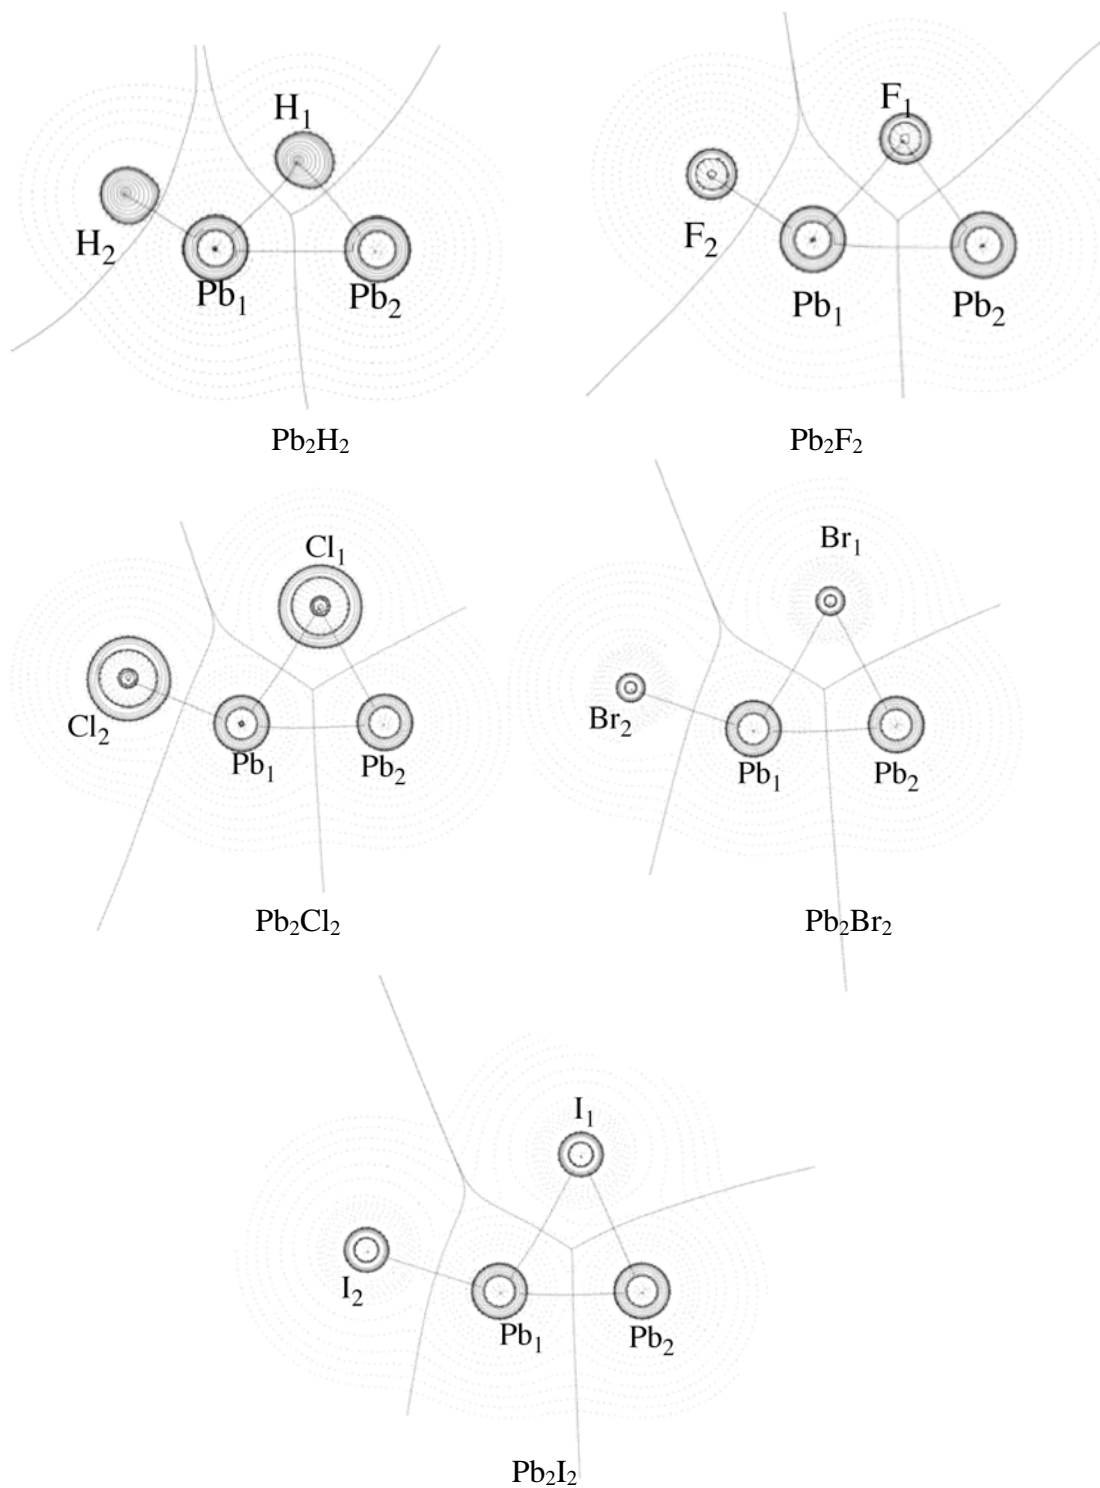 H₁
H₂
Pb₁
Pb₂
Pb₂H₂
F₁
F₂
Pb₁
Pb₂
Pb₂F₂
Cl₁
Cl₂
Pb₁
Pb₂
Pb₂Cl₂
Br₁
Br₂
Pb₁
Pb₂
Pb₂Br₂
I₁
I₂
Pb₁
Pb₂
Pb₂I₂